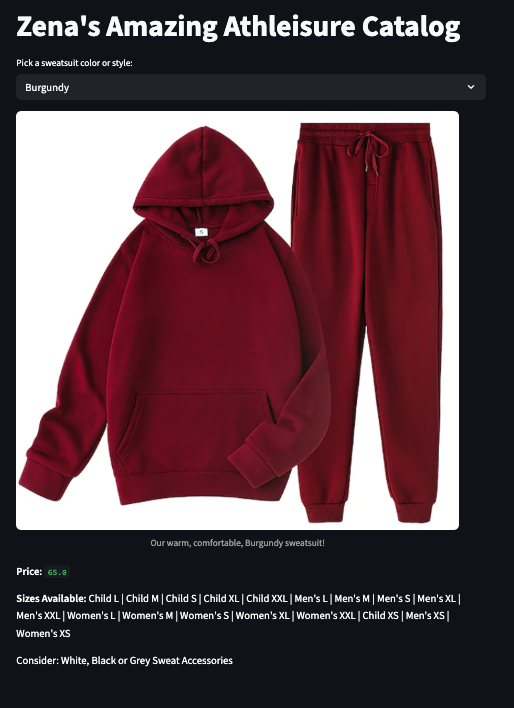 Zena's Amazing Athleisure Catalog
Pick a sweatsuit color or style:
Burgundy
S
Our warm, comfortable, Burgundy sweatsuit!
Price: 65.0
Sizes Available: Child L | Child M | Child S | Child XL | Child XXL | Men's L | Men's M | Men's S | Men's XL |
Men's XXL | Women's L | Women's M | Women's S | Women's XL | Women's XXL | Child XS | Men's XS |
Women's XS
Consider: White, Black or Grey Sweat Accessories